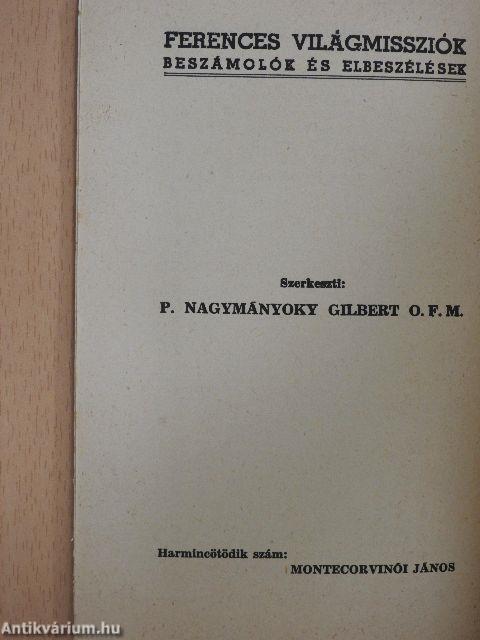 FERENCES VILÁGMISSZIÓK
BESZÁMOLÓK ÉS ELBESZÉLÉSEK
Szerkeszti:
P. NAGYMÁNYOKY GILBERT O. F. M.
Harmincötödik szám:
MONTECORVINÓI JÁNOS
Antikvárium.hu